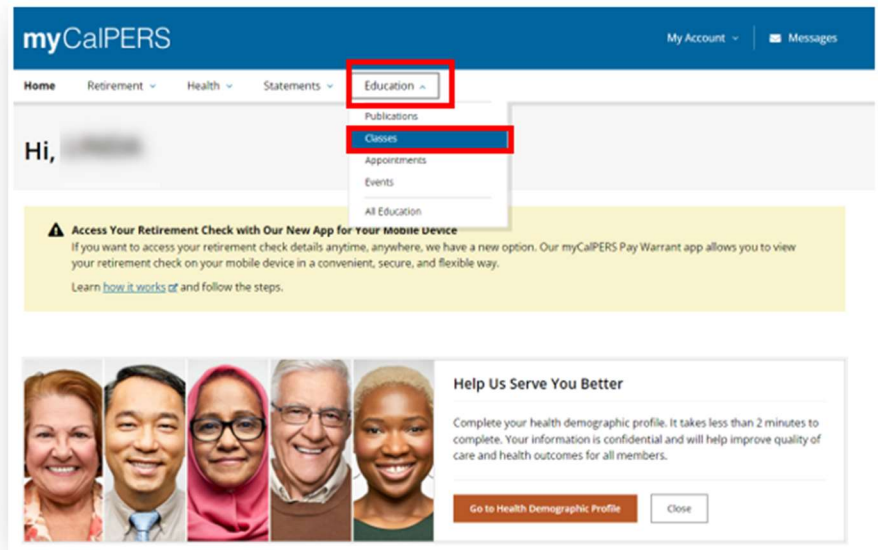 myCalPERS
My Account
Messages
Home
Retirement
Health
Statements
Education
Publications
Classes
Appointments
Events
All Education
Hi,
Access Your Retirement Check with Our New App for Your Mobile Device
If you want to access your retirement check details anytime, anywhere, we have a new option. Our myCalPERS Pay Warrant app allows you to view
your retirement check on your mobile device in a convenient, secure, and flexible way.
Learn how it works and follow the steps.
Help Us Serve You Better
Complete your health demographic profile. It takes less than 2 minutes to
complete. Your information is confidential and will help improve quality of
care and health outcomes for all members.
Go to Health Demographic Profile
Close